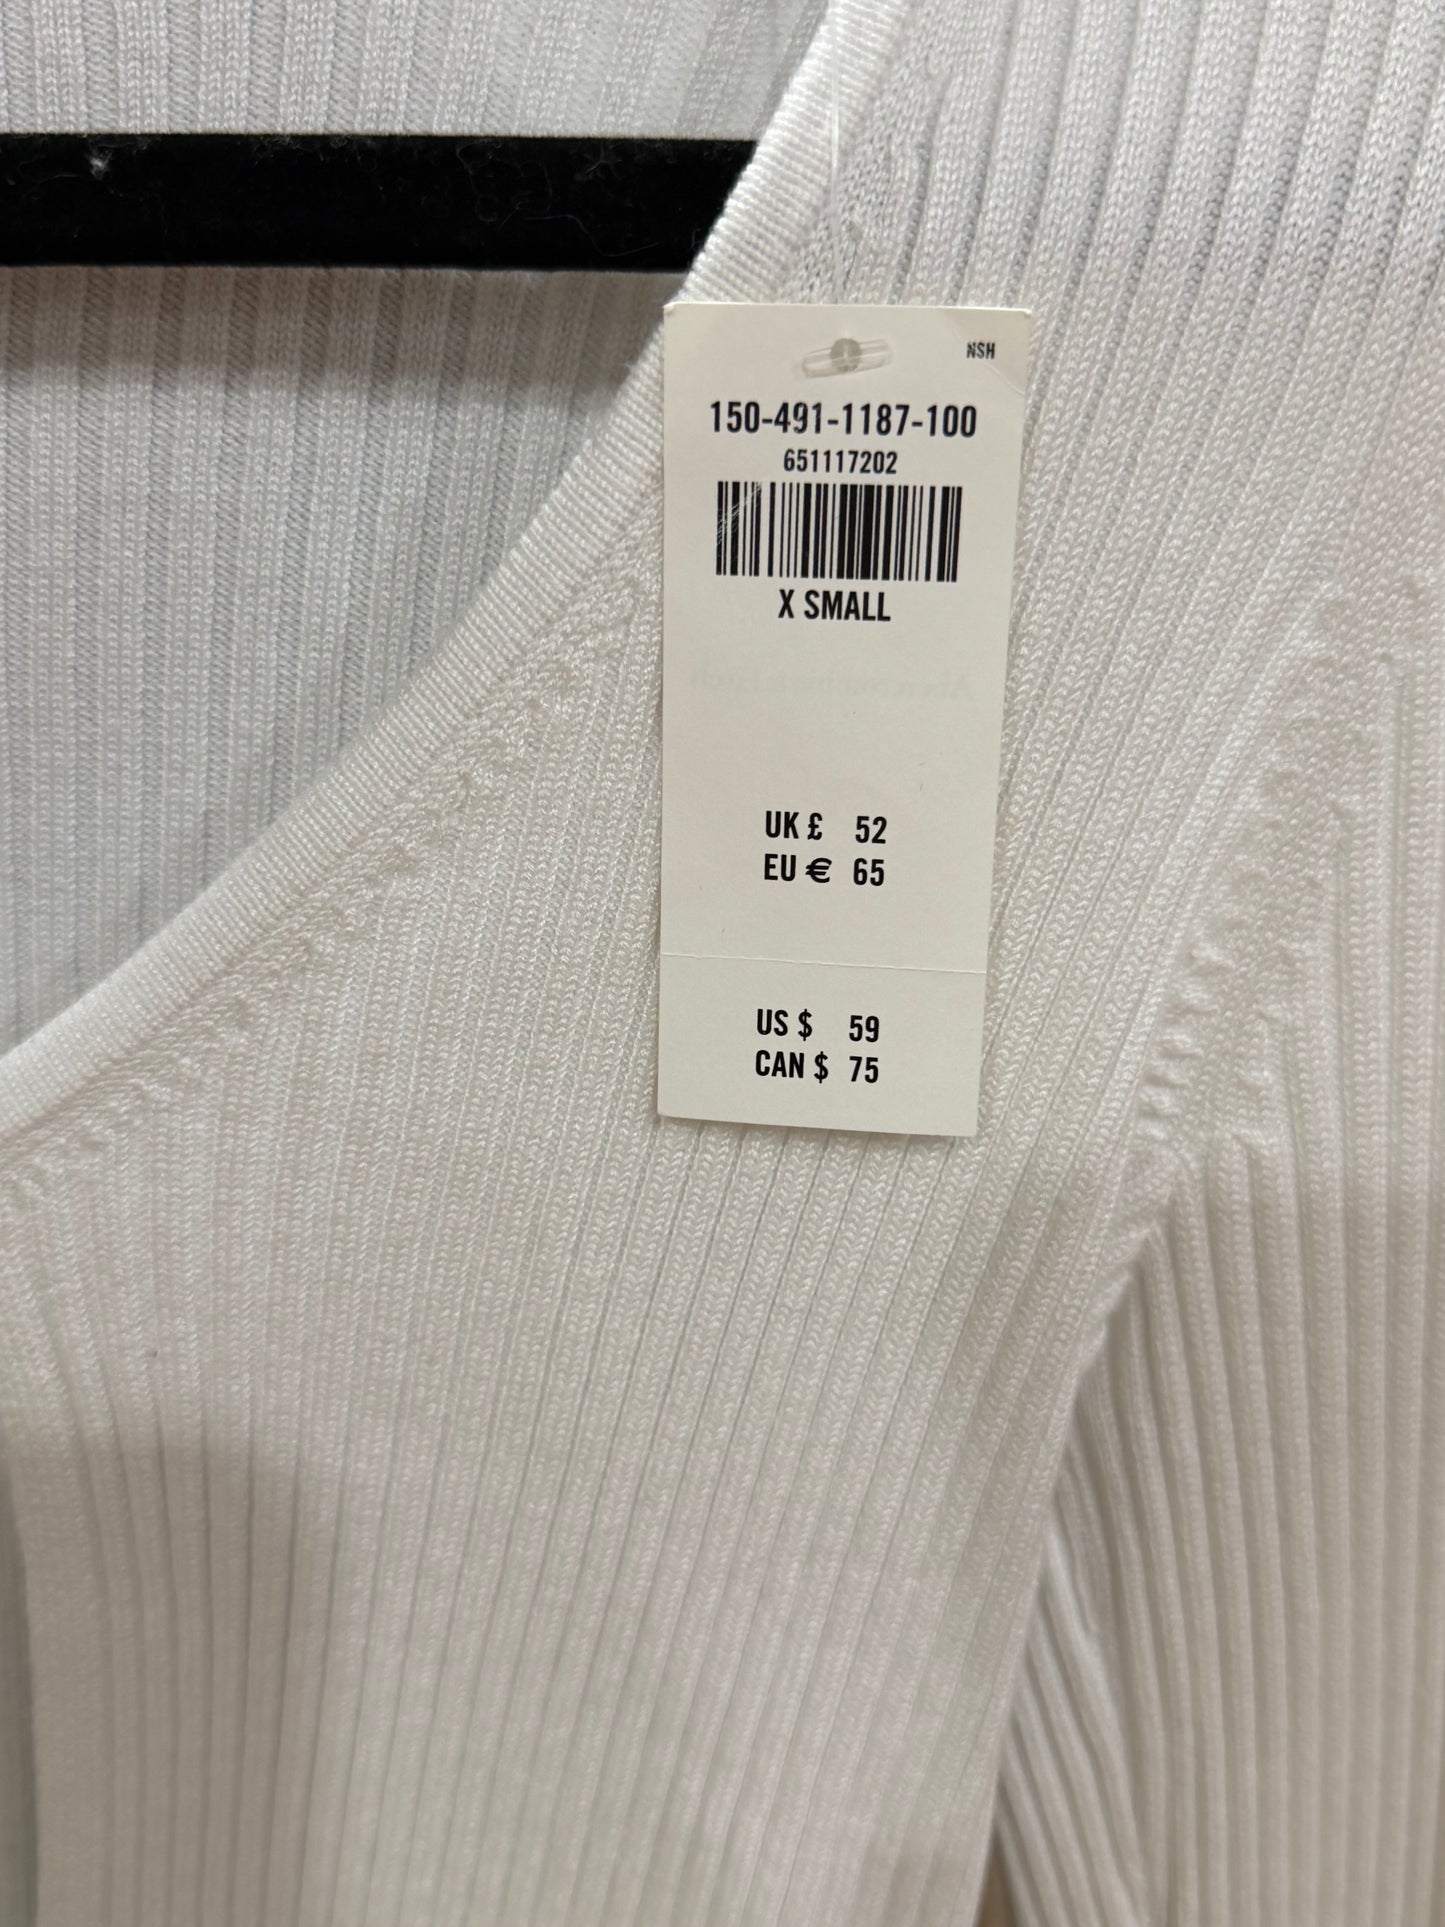 NSH
150-491-1187-100
651117202
X SMALL
UK £ 52
EU € 65
US $ 59
CAN $ 75